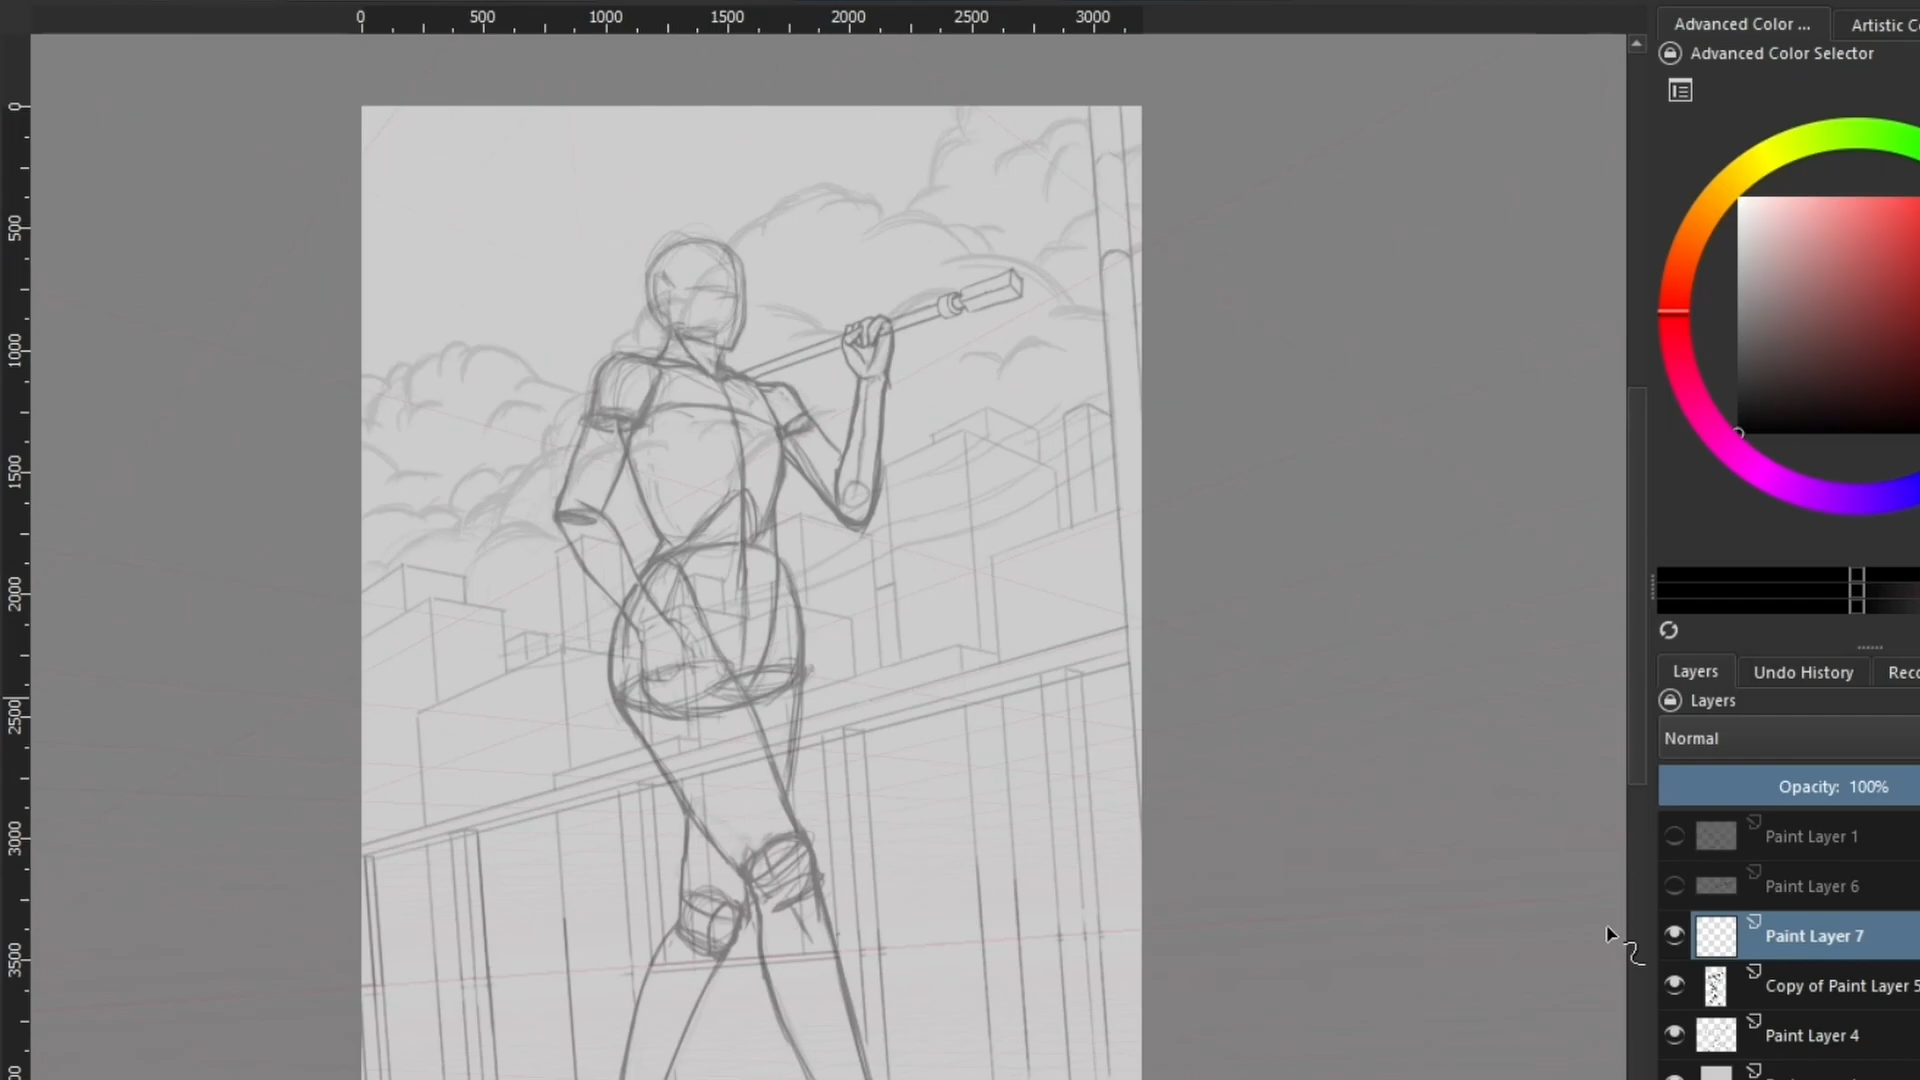 0 500 1000 1500 2000 2500 3000
Advanced Color ... Artistic C
Advanced Color Selector
0
500
1000
1500
2000
2500
3000
3500
Layers Undo History Reco
Layers
Normal
Opacity: 100%
Paint Layer 1
Paint Layer 6
Paint Layer 7
Copy of Paint Layer 5
Paint Layer 4